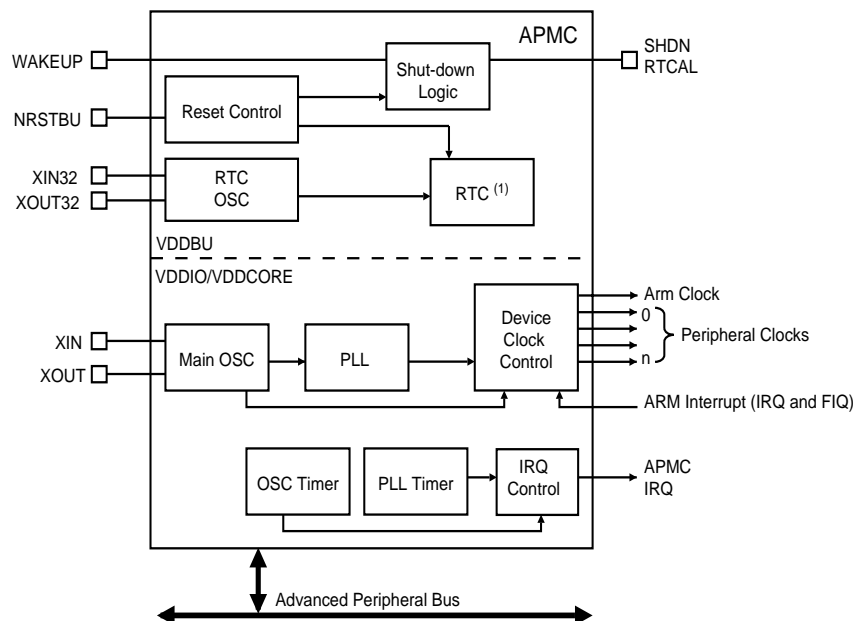 APMC
WAKEUP
SHDN
RTCAL
Shut-down
Logic
NRSTBU
Reset Control
XIN32
XOUT32
RTC
OSC
RTC (1)
VDDBU
VDDIO/VDDCORE
Arm Clock
0
Peripheral Clocks
n
Device
Clock
Control
XIN
XOUT
Main OSC
PLL
ARM Interrupt (IRQ and FIQ)
OSC Timer
PLL Timer
IRQ
Control
APMC
IRQ
Advanced Peripheral Bus